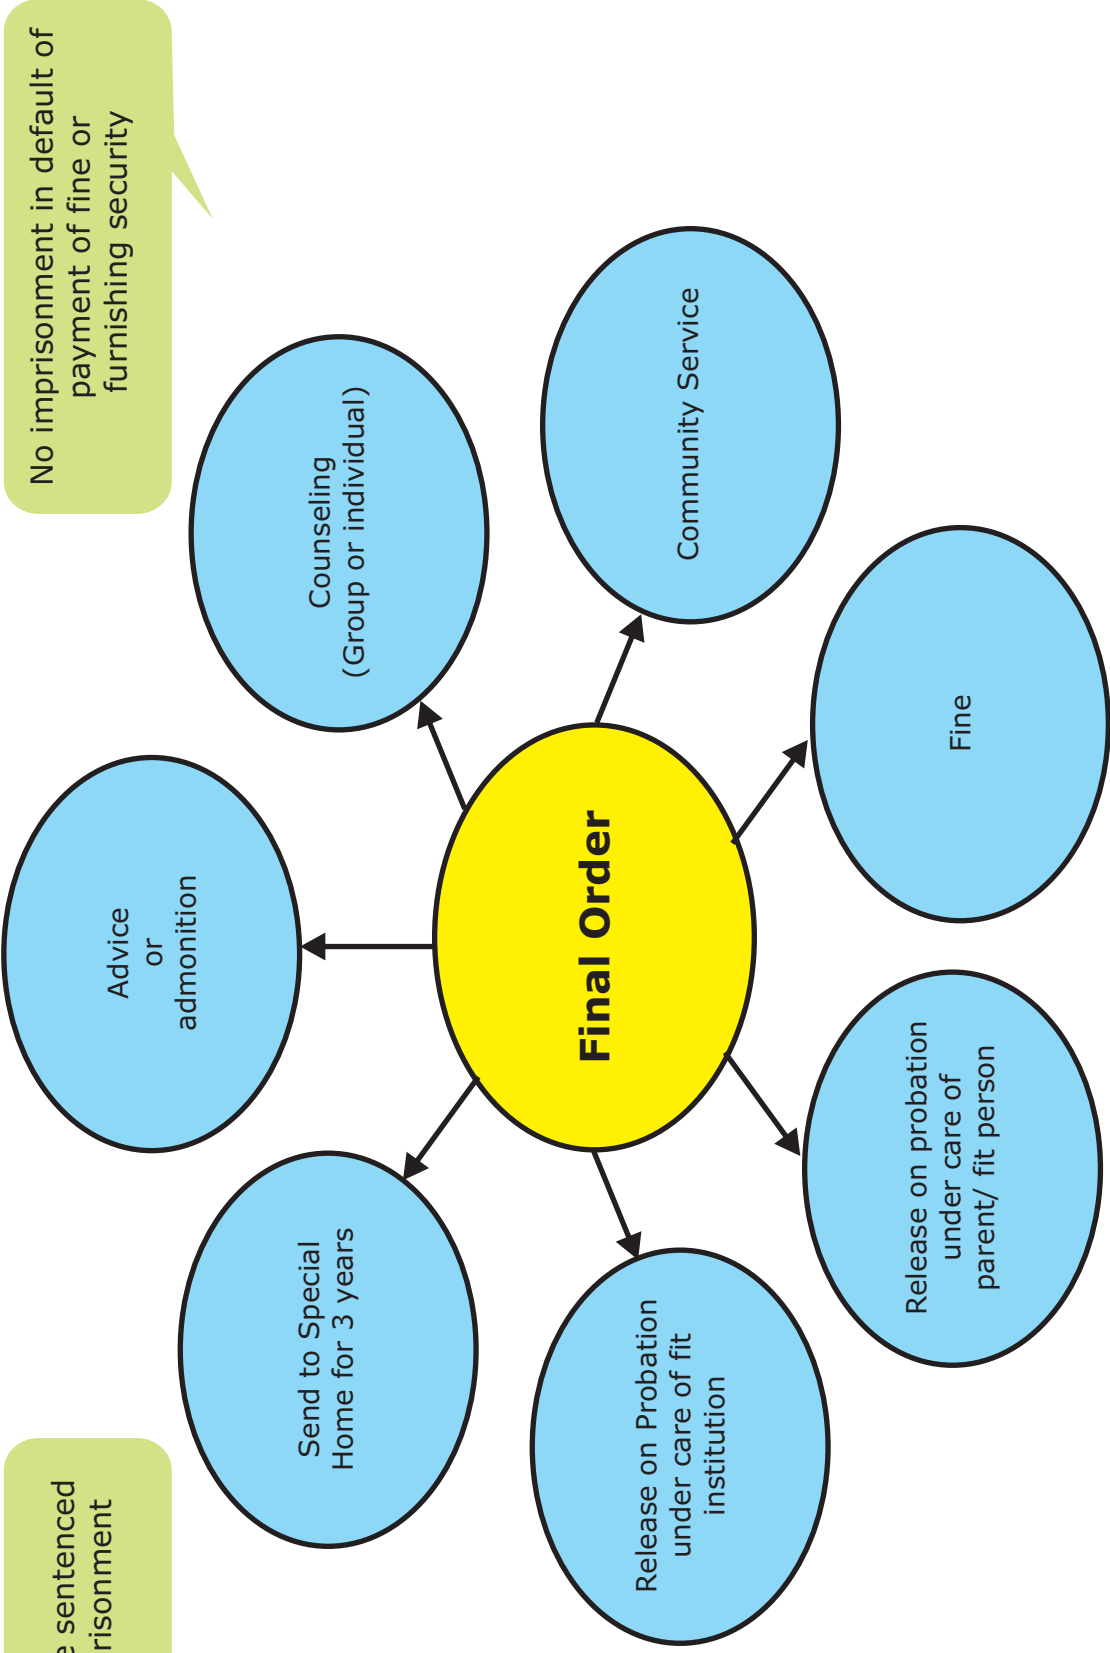 sentenced
No imprisonment in default of
payment of fine or
furnishing security
Advice
or
admonition
Counseling
(Group or individual)
Community Service
Fine
Release on probation
under care of
parent/ fit person
Release on Probation
under care of fit
institution
Send to Special
Home for 3 years
Final Order